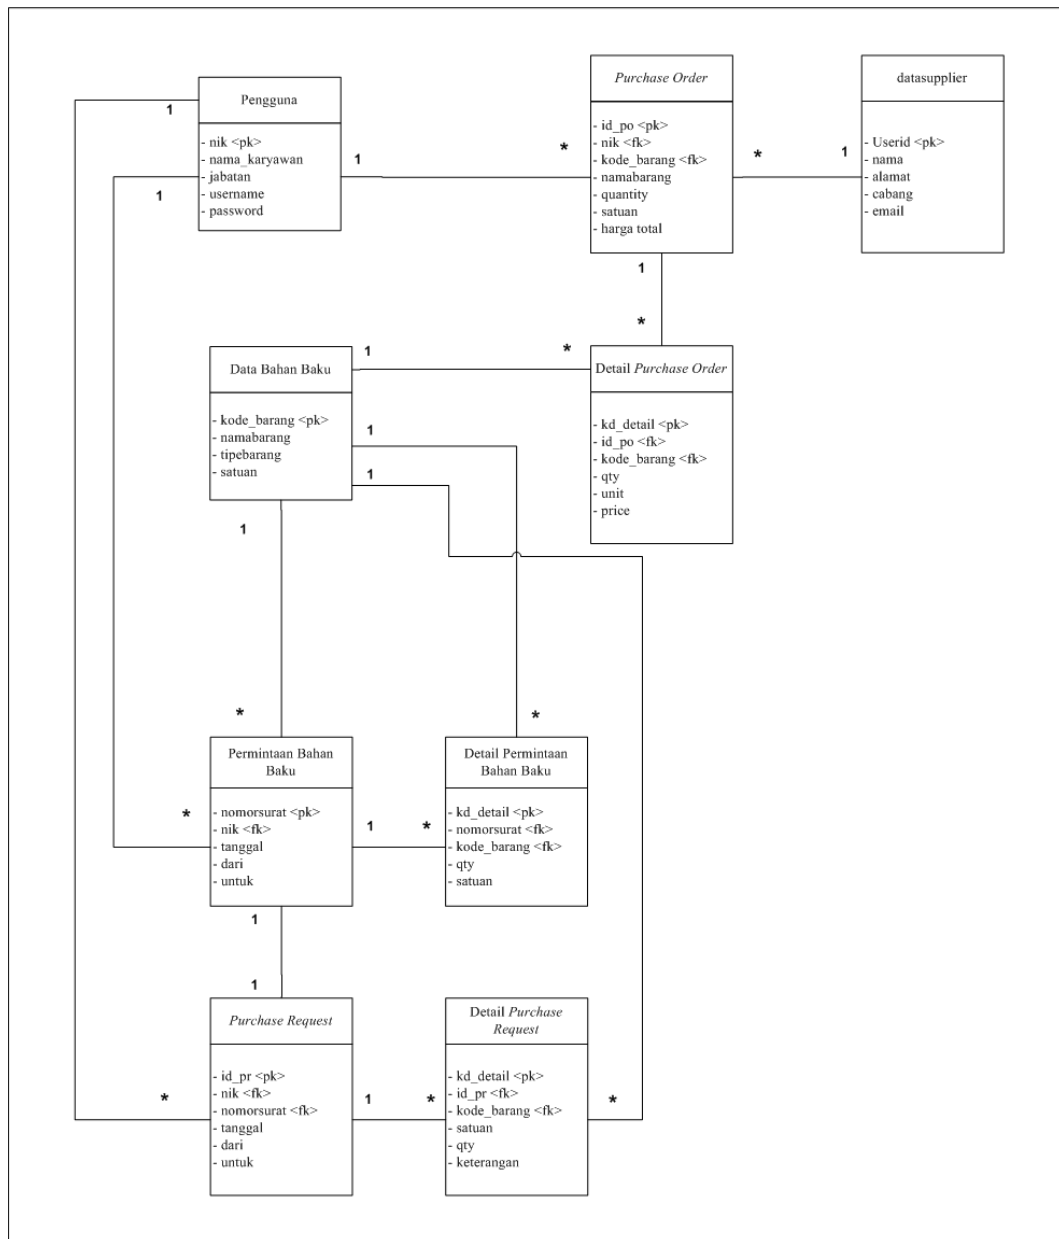 Pengguna
- nik <pk>
- nama_karyawan
- jabatan
- username
- password
1
1
1
*
Purchase Order
- id_po <pk>
- nik <fk>
- kode_barang <fk>
- namabarang
- quantity
- satuan
- harga total
*
1
datasupplier
- Userid <pk>
- nama
- alamat
- cabang
- email
1
*
Data Bahan Baku
- kode_barang <pk>
- namabarang
- tipebarang
- satuan
1
*
1
1
1
Detail Purchase Order
- kd_detail <pk>
- id_po <fk>
- kode_barang <fk>
- qty
- unit
- price
*
*
Permintaan Bahan
Baku
- nomorsurat <pk>
- nik <fk>
- tanggal
- dari
- untuk
*
1
*
Detail Permintaan
Bahan Baku
- kd_detail <pk>
- nomorsurat <fk>
- kode_barang <fk>
- qty
- satuan
1
1
Purchase Request
- id_pr <pk>
- nik <fk>
- nomorsurat <fk>
- tanggal
- dari
- untuk
*
1
*
Detail Purchase
Request
- kd_detail <pk>
- id_pr <fk>
- kode_barang <fk>
- satuan
- qty
- keterangan
*